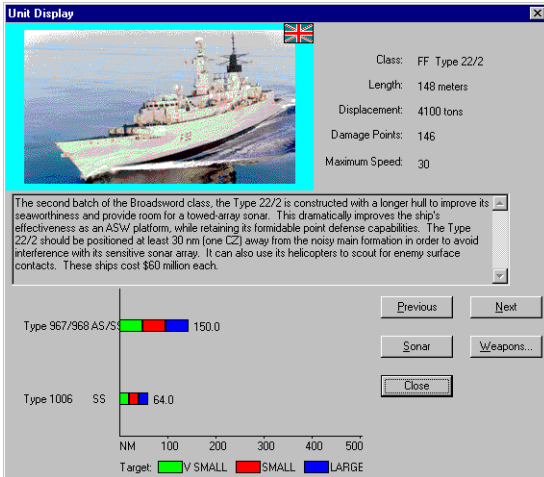 Unit Display
Class: FF Type 22/2
Length: 148 meters
Displacement: 4100 tons
Damage Points: 146
Maximum Speed: 30
The second batch of the Broadsword class, the Type 22/2 is constructed with a longer hull to improve its
seaworthiness and provide room for a towed-array sonar. This dramatically improves the ship's
effectiveness as an ASW platform, while retaining its formidable point defense capabilities. The Type
22/2 should be positioned at least 30 nm (one CZ) away from the noisy main formation in order to avoid
interference with its sensitive sonar array. It can also use its helicopters to scout for enemy surface
contacts. These ships cost $60 million each.
Previous Next
Type 967/968 AS/SS 150.0
Sonar Weapons...
Close
Type 1006 SS 64.0
NM 100 200 300 400 500
Target: V SMALL SMALL LARGE